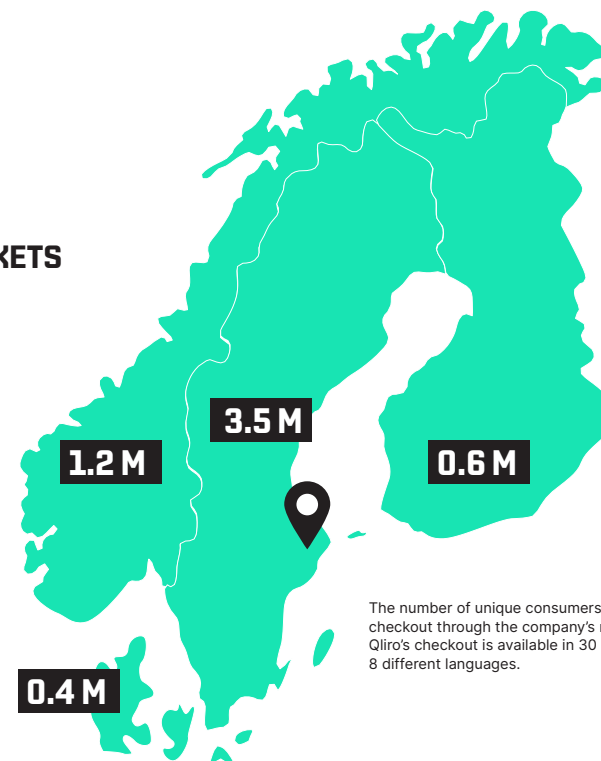 KETS
3.5 M
1.2 M
0.6 M
The number of unique consumers
checkout through the company's
Qliro's checkout is available in 30
8 different languages.
0.4 M